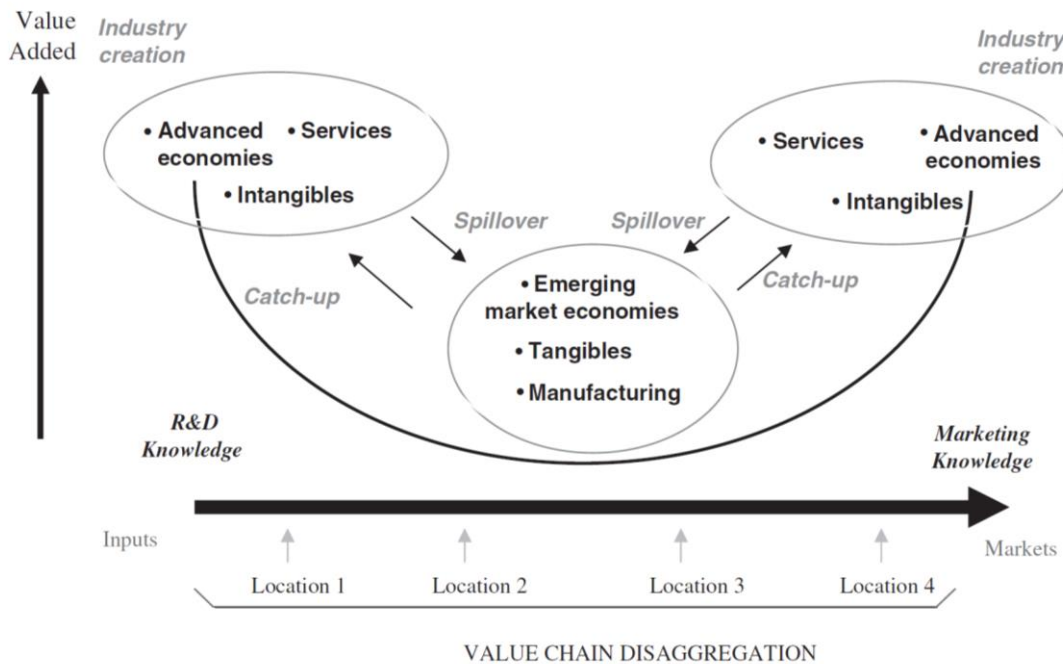 Value
Added
Industry
creation
Industry
creation
• Advanced
economies
• Services
• Intangibles
• Services
• Advanced
economies
• Intangibles
Spillover
Spillover
Catch-up
Catch-up
• Emerging
market economies
• Tangibles
• Manufacturing
R&D
Knowledge
Marketing
Knowledge
Inputs
Markets
Location 1
Location 2
Location 3
Location 4
VALUE CHAIN DISAGGREGATION